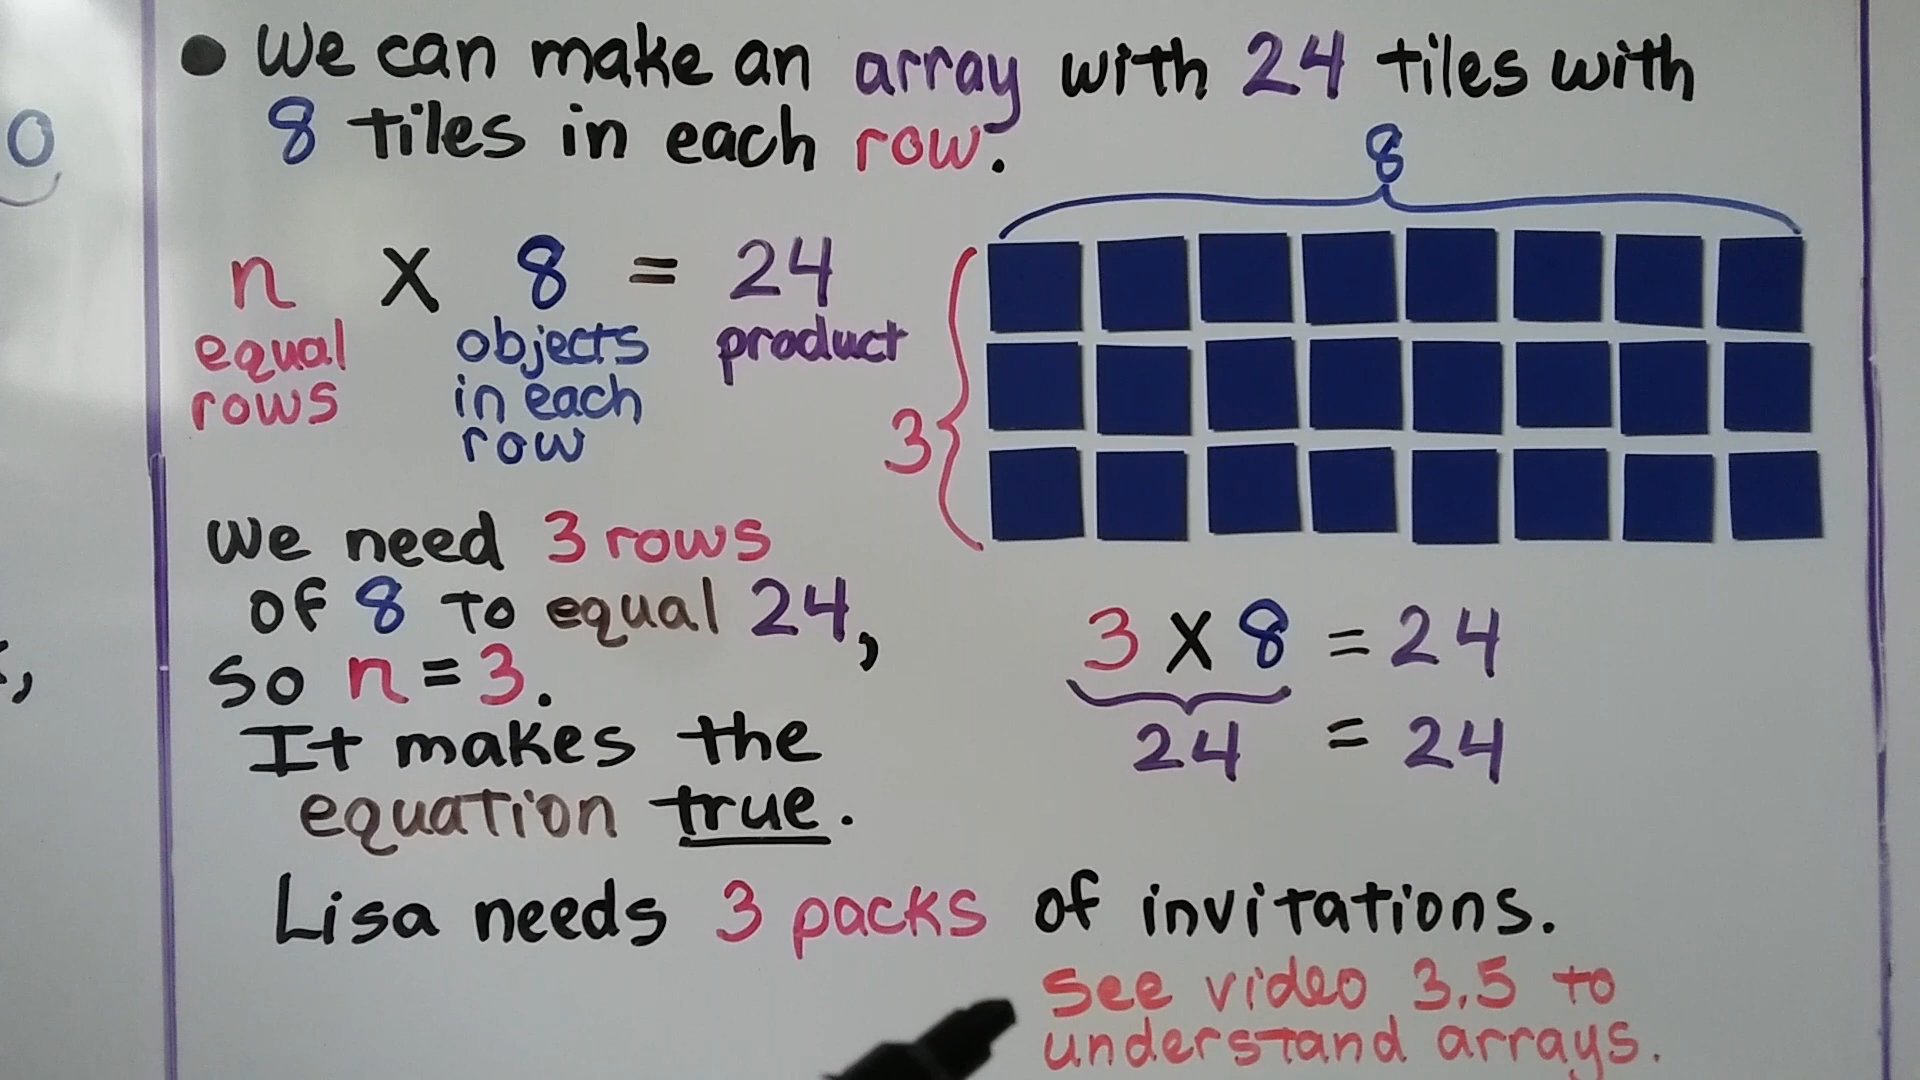 • We can make an array with 24 tiles with
8 tiles in each row.
8
n X 8 = 24
equal rows
objects in each row
product
3
We need 3 rows
of 8 to equal 24,
so n = 3.
It makes the
equation true.
3 X 8 = 24
24 = 24
Lisa needs 3 packs of invitations.
See video 3.5 to
understand arrays.
0